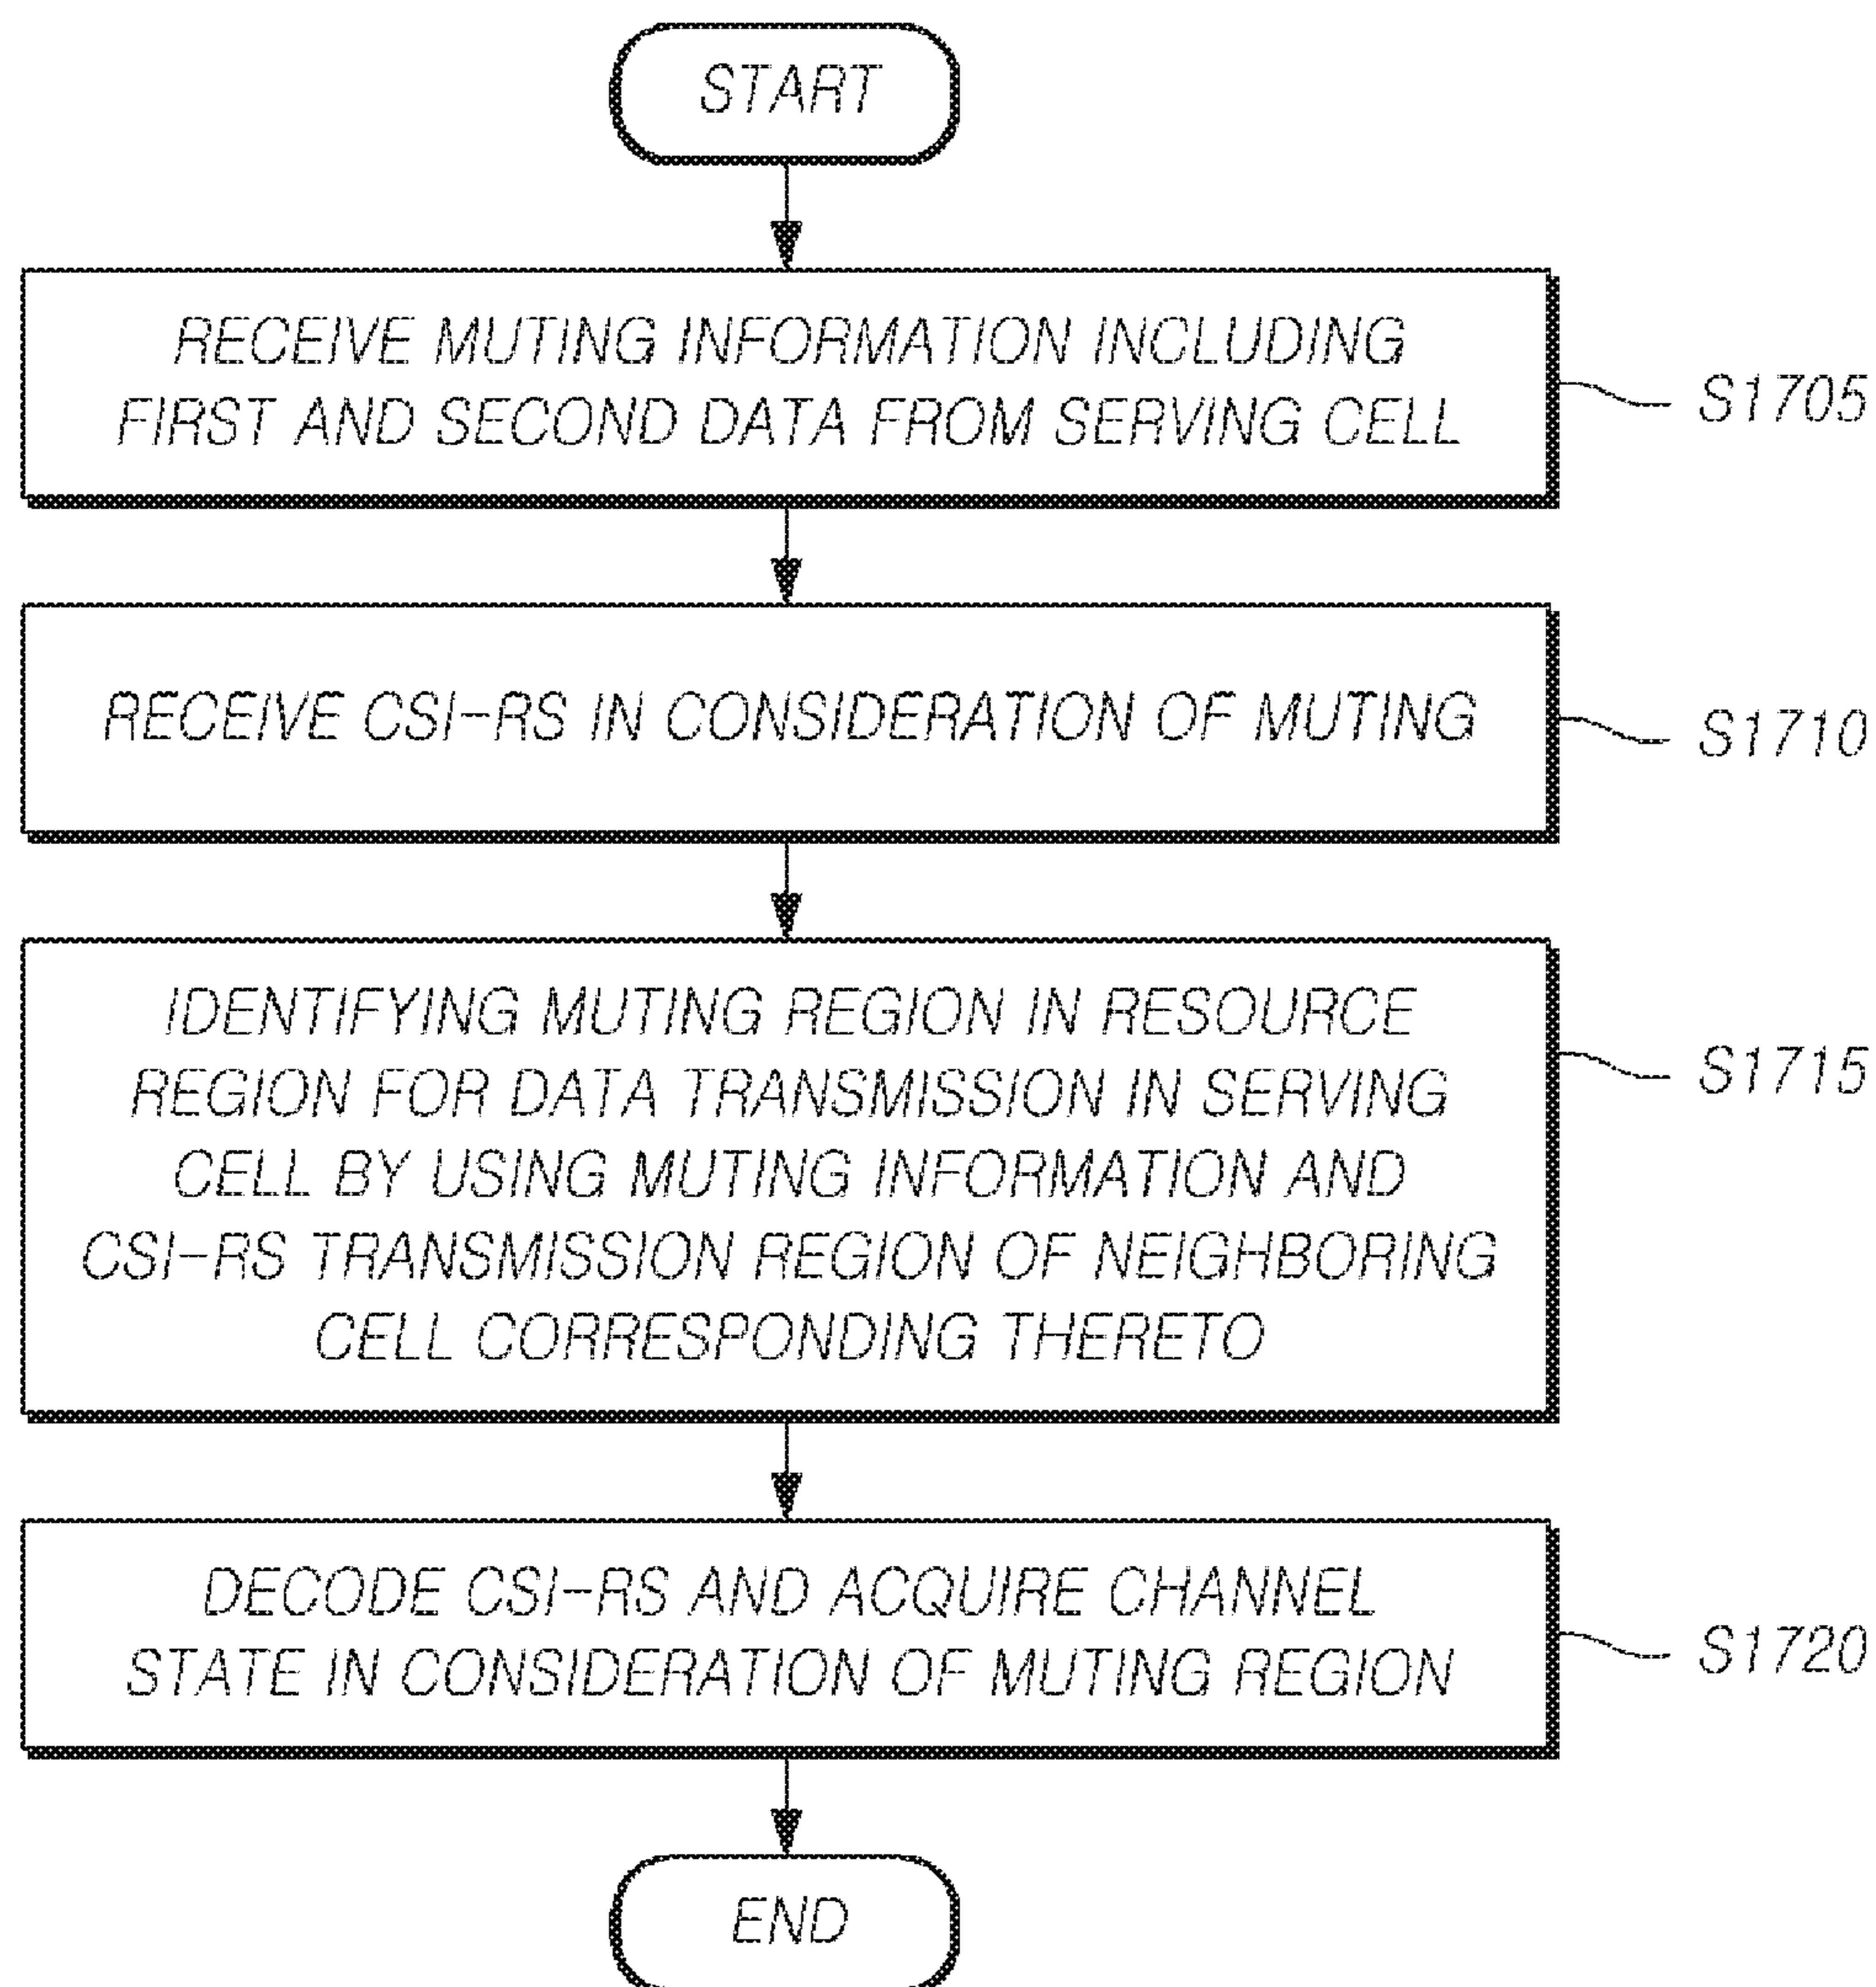 START
RECEIVE MUTING INFORMATION INCLUDING
FIRST AND SECOND DATA FROM SERVING CELL
S1705
RECEIVE CSI-RS IN CONSIDERATION OF MUTING
S1710
IDENTIFYING MUTING REGION IN RESOURCE
REGION FOR DATA TRANSMISSION IN SERVING
CELL BY USING MUTING INFORMATION AND
CSI-RS TRANSMISSION REGION OF NEIGHBORING
CELL CORRESPONDING THERETO
S1715
DECODE CSI-RS AND ACQUIRE CHANNEL
STATE IN CONSIDERATION OF MUTING REGION
S1720
END